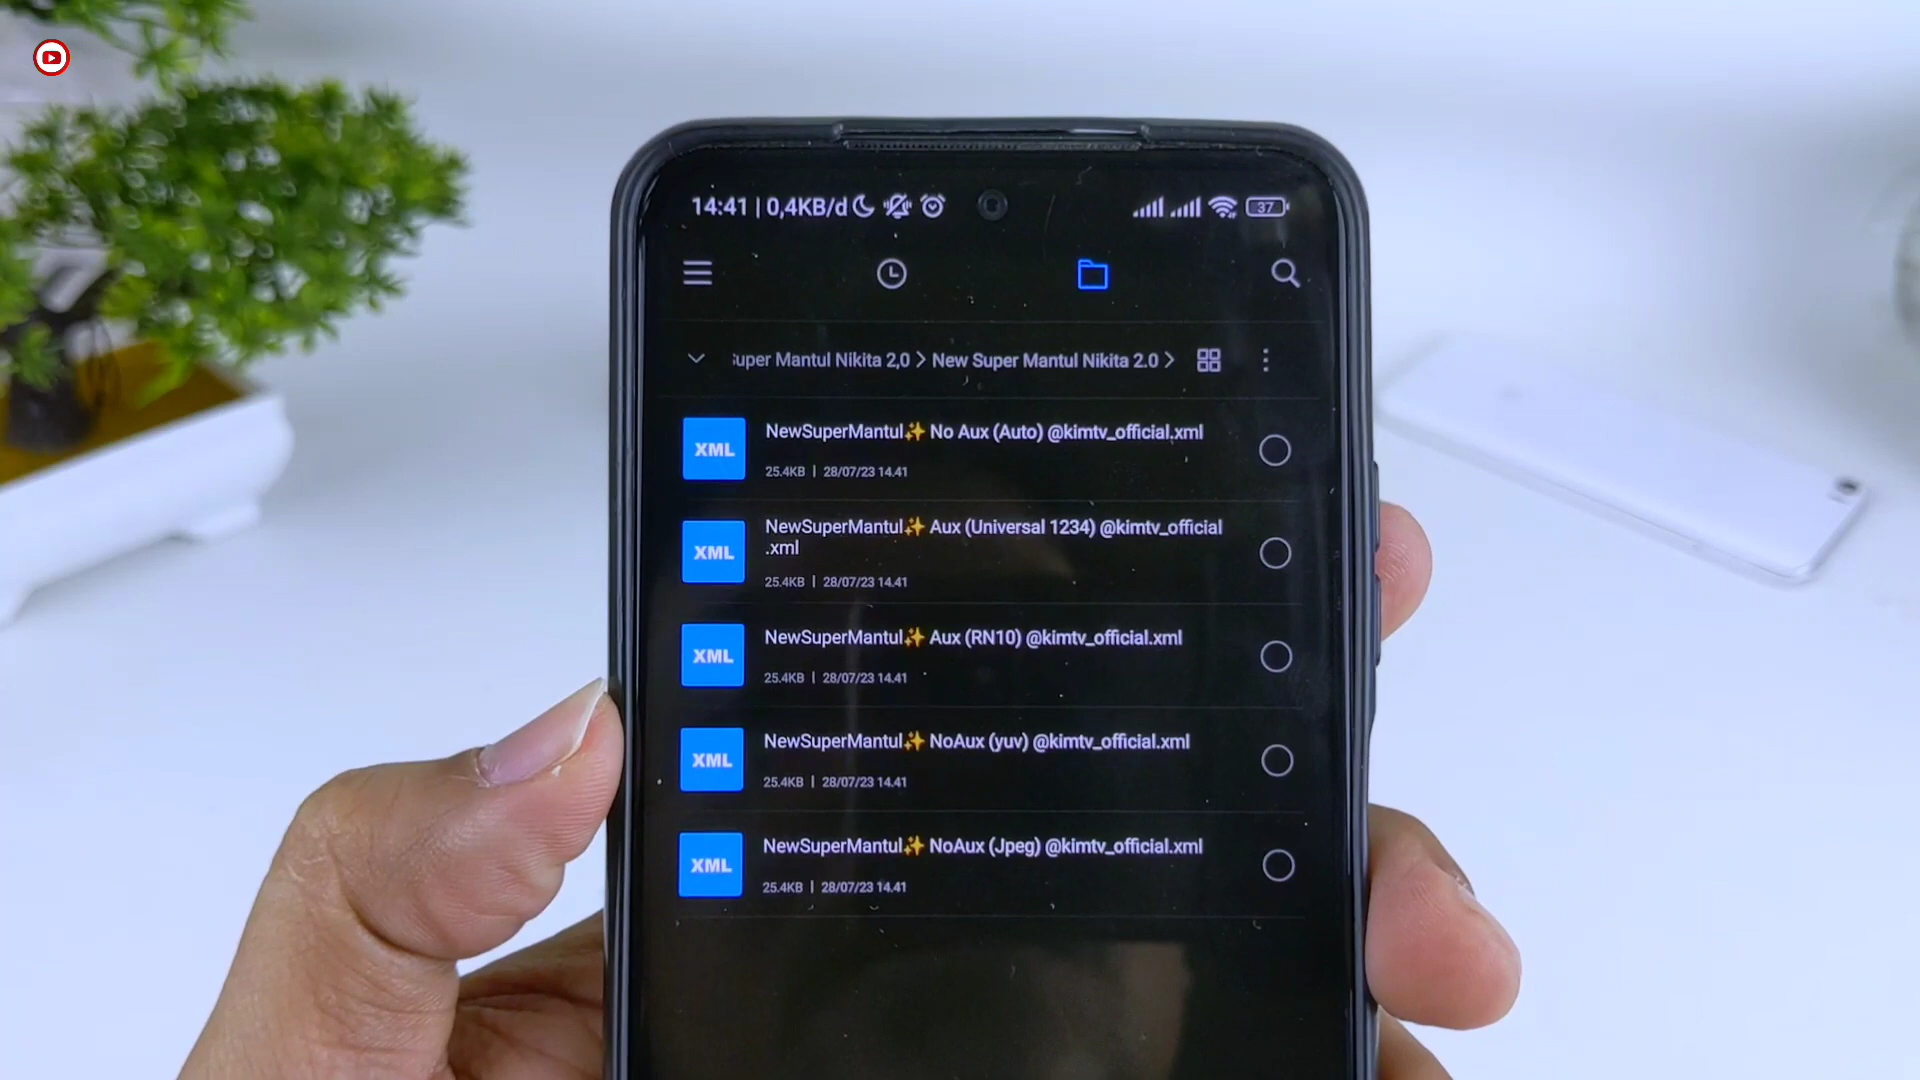 14:41 | 0,4KB/d 37
uper Mantul Nikita 2,0 > New Super Mantul Nikita 2.0 >
XML NewSuperMantul✨ No Aux (Auto) @kimtv_official.xml
25.4KB | 28/07/23 14.41
XML NewSuperMantul✨ Aux (Universal 1234) @kimtv_official
.xml
25.4KB | 28/07/23 14.41
XML NewSuperMantul✨ Aux (RN10) @kimtv_official.xml
25.4KB | 28/07/23 14.41
XML NewSuperMantul✨ NoAux (yuv) @kimtv_official.xml
25.4KB | 28/07/23 14.41
XML NewSuperMantul✨ NoAux (Jpeg) @kimtv_official.xml
25.4KB | 28/07/23 14.41